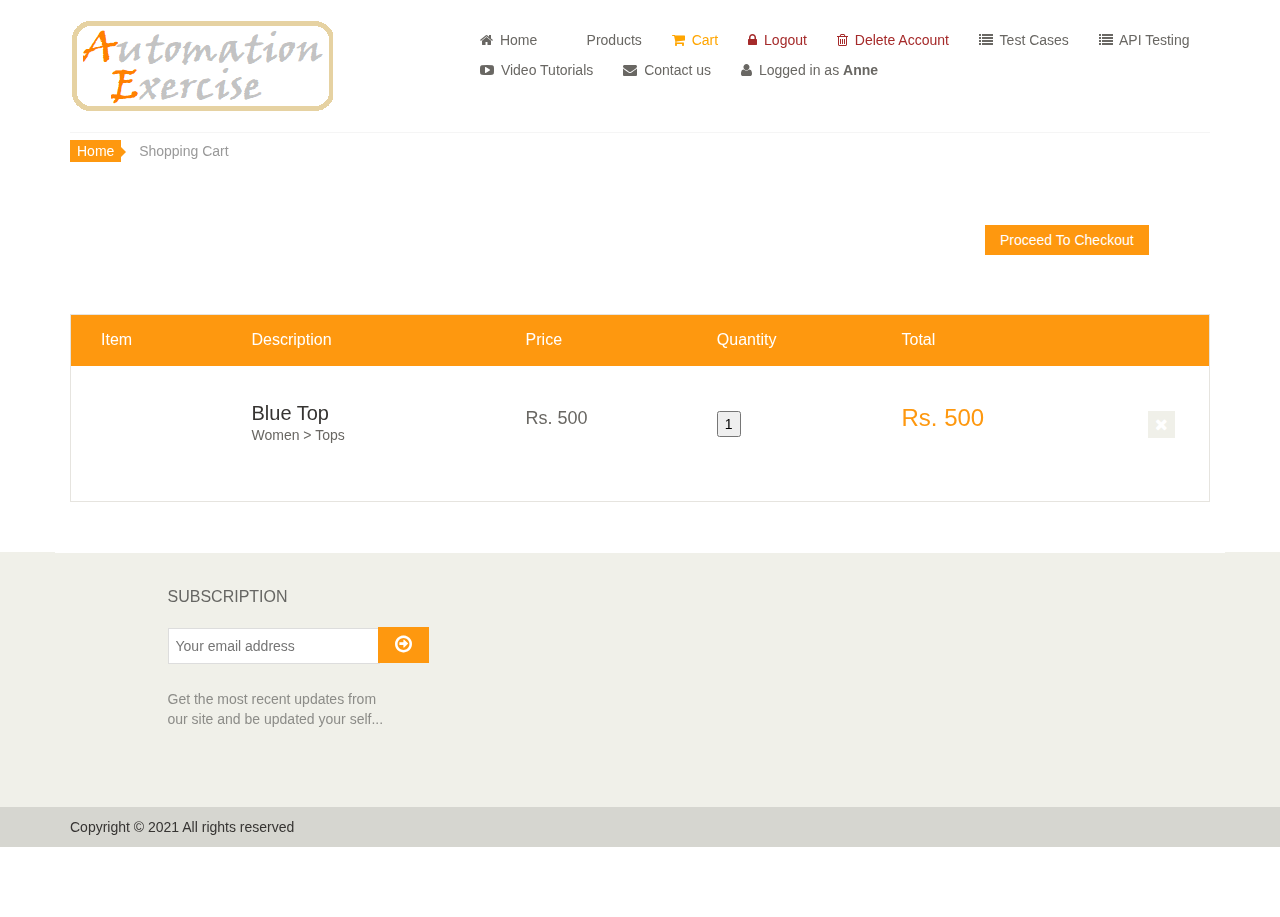 Automation
Exercise
Home Products Cart Logout Delete Account Test Cases API Testing
Video Tutorials Contact us Logged in as Anne
Home Shopping Cart
Proceed To Checkout
Item Description Price Quantity Total
Blue Top Rs. 500 1 Rs. 500
Women > Tops
SUBSCRIPTION
Your email address
Get the most recent updates from
our site and be updated your self...
Copyright © 2021 All rights reserved